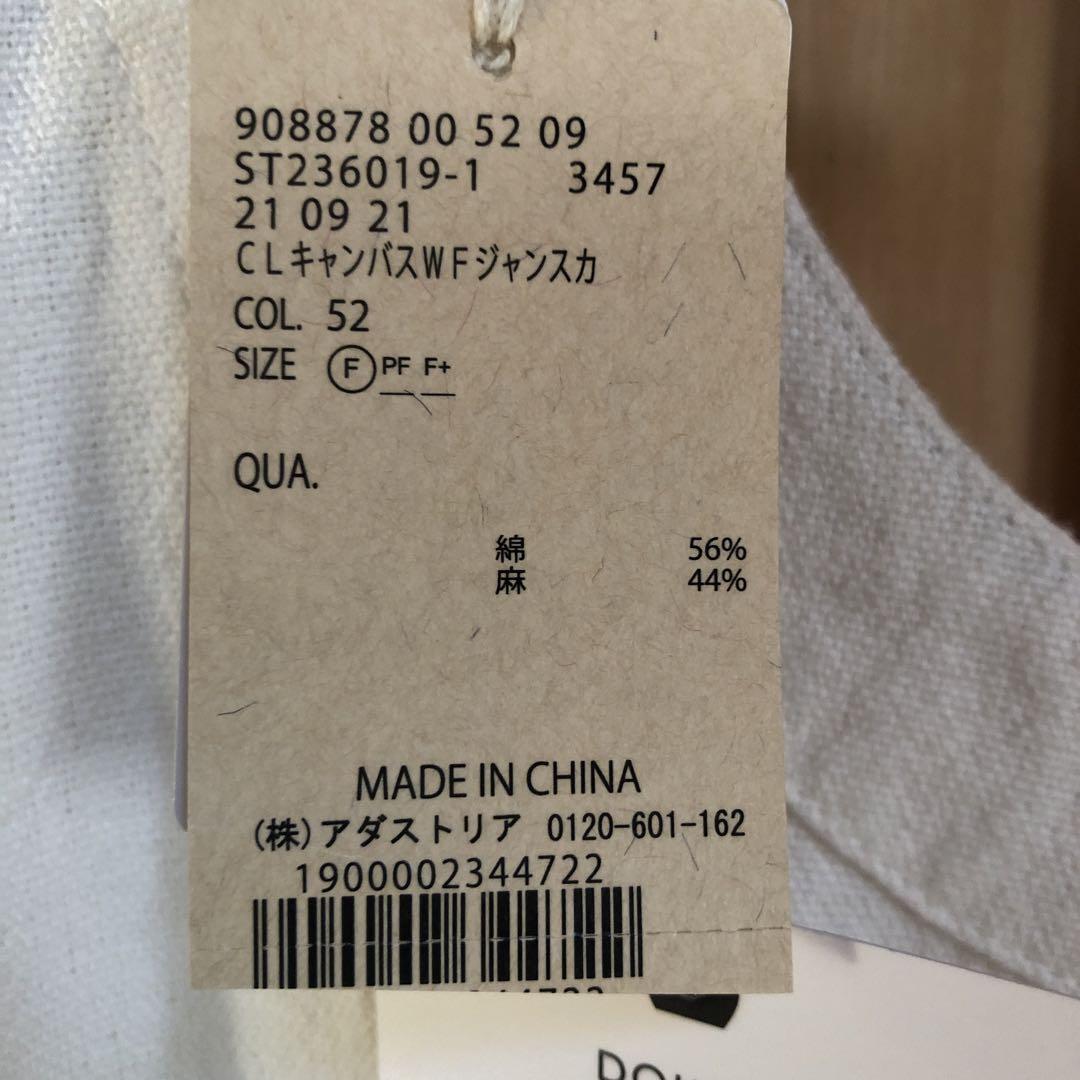 908878 00 52 09
ST236019-1 3457
21 09 21
CLキャンバスWFジャンスカ
COL. 52
SIZE F PF F+
QUA.
綿 56%
麻 44%
MADE IN CHINA
(株)アダストリア 0120-601-162
1900002344722